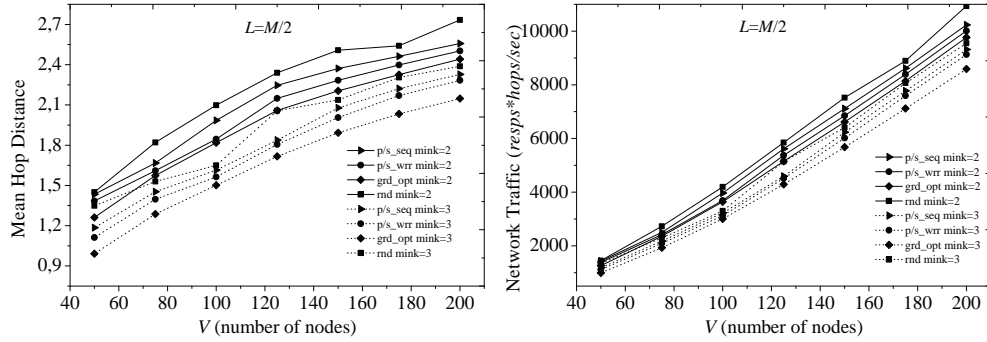 L=M/2
Mean Hop Distance
2,7
2,4
2,1
1,8
1,5
1,2
0,9
p/s_seq mink=2
p/s_wrr mink=2
grd_opt mink=2
rnd mink=2
p/s_seq mink=3
p/s_wrr mink=3
grd_opt mink=3
rnd mink=3
40 60 80 100 120 140 160 180 200
V (number of nodes)
L=M/2
Network Traffic (resps*hops/sec)
10000
8000
6000
4000
2000
p/s_seq mink=2
p/s_wrr mink=2
grd_opt mink=2
rnd mink=2
p/s_seq mink=3
p/s_wrr mink=3
grd_opt mink=3
rnd mink=3
40 60 80 100 120 140 160 180 200
V (number of nodes)